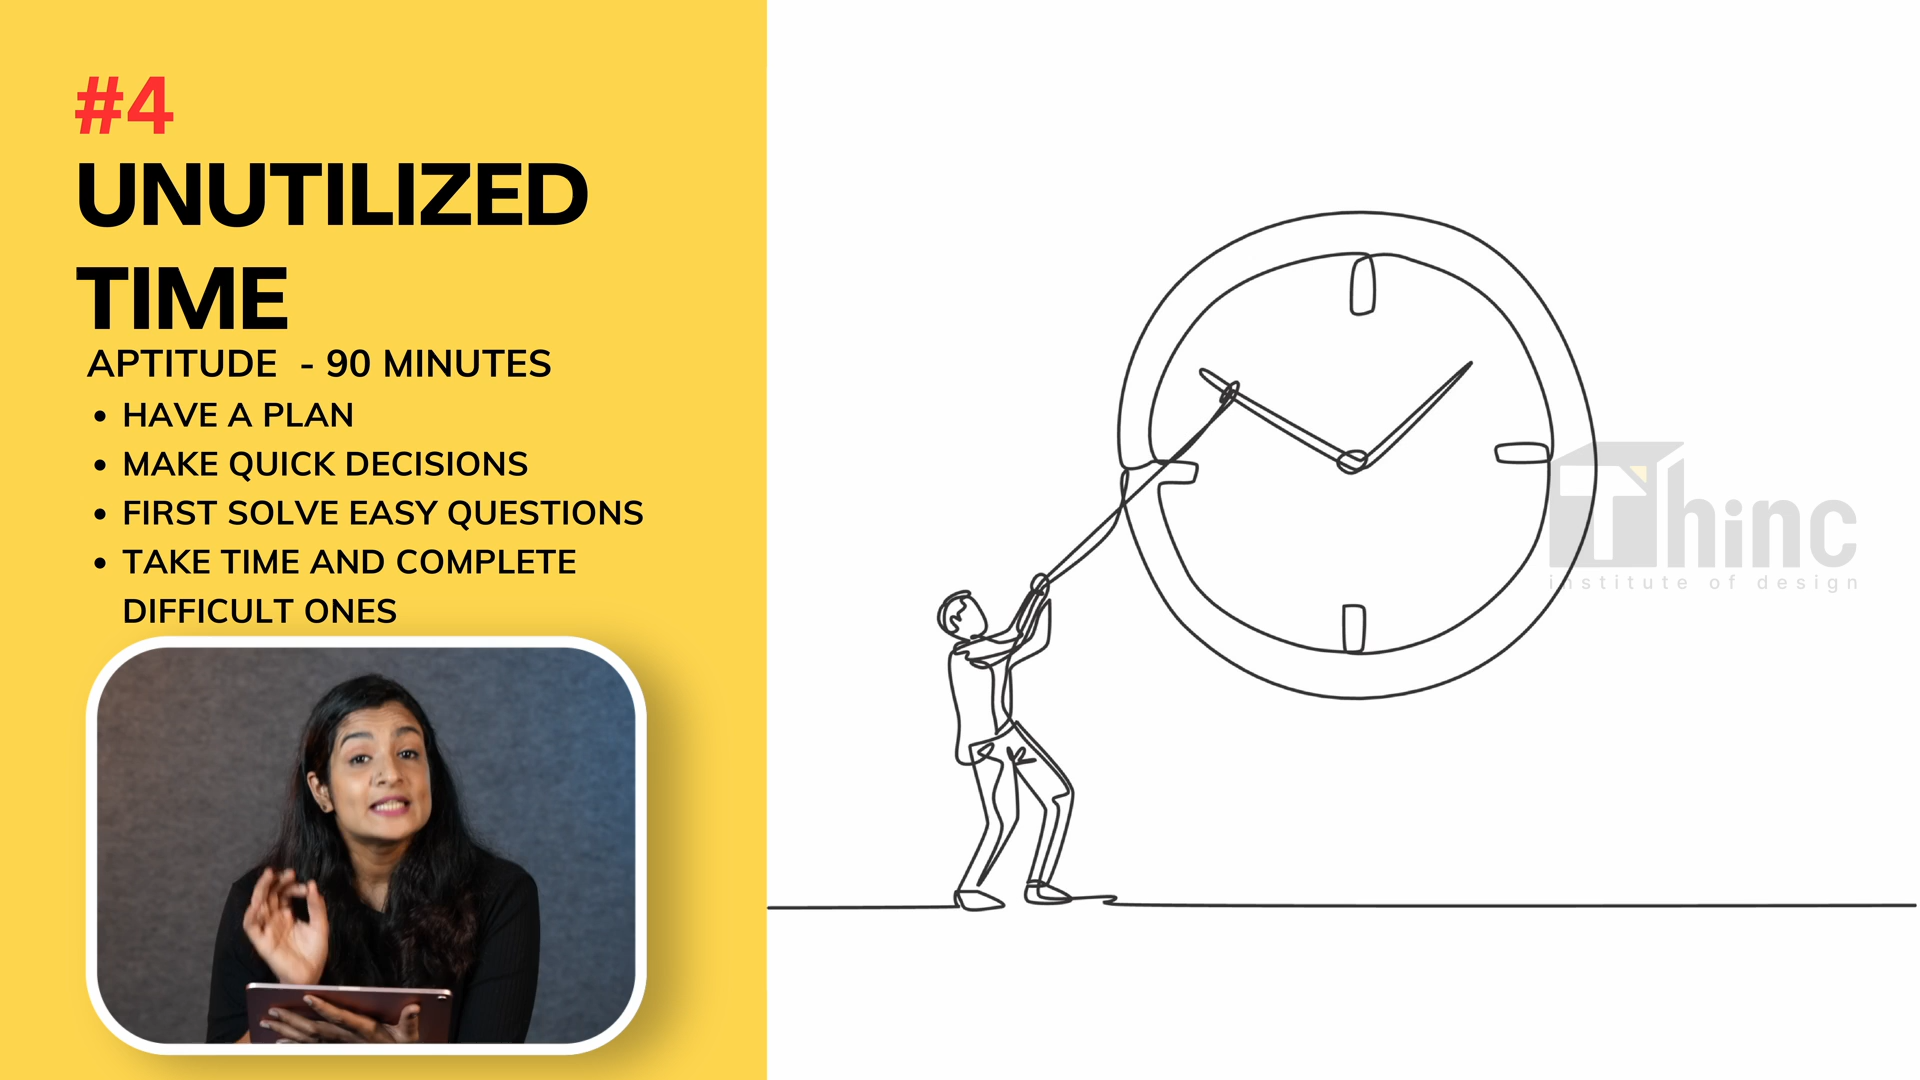 #4
UNUTILIZED
TIME
APTITUDE - 90 MINUTES
• HAVE A PLAN
• MAKE QUICK DECISIONS
• FIRST SOLVE EASY QUESTIONS
• TAKE TIME AND COMPLETE
DIFFICULT ONES
Thinc
institute of design